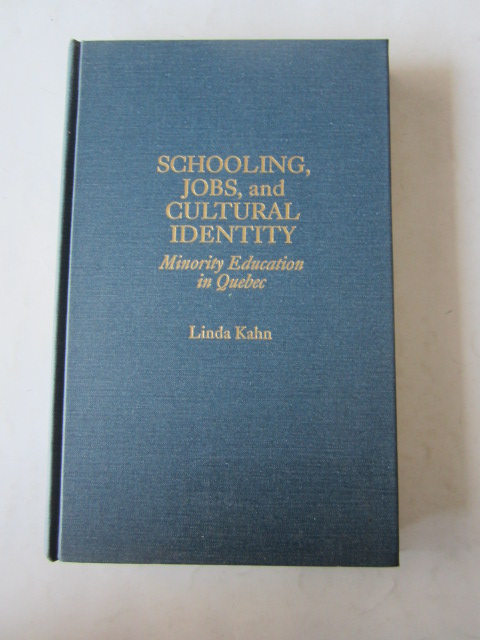 SCHOOLING,
JOBS, and
CULTURAL
IDENTITY
Minority Education
in Quebec
Linda Kahn